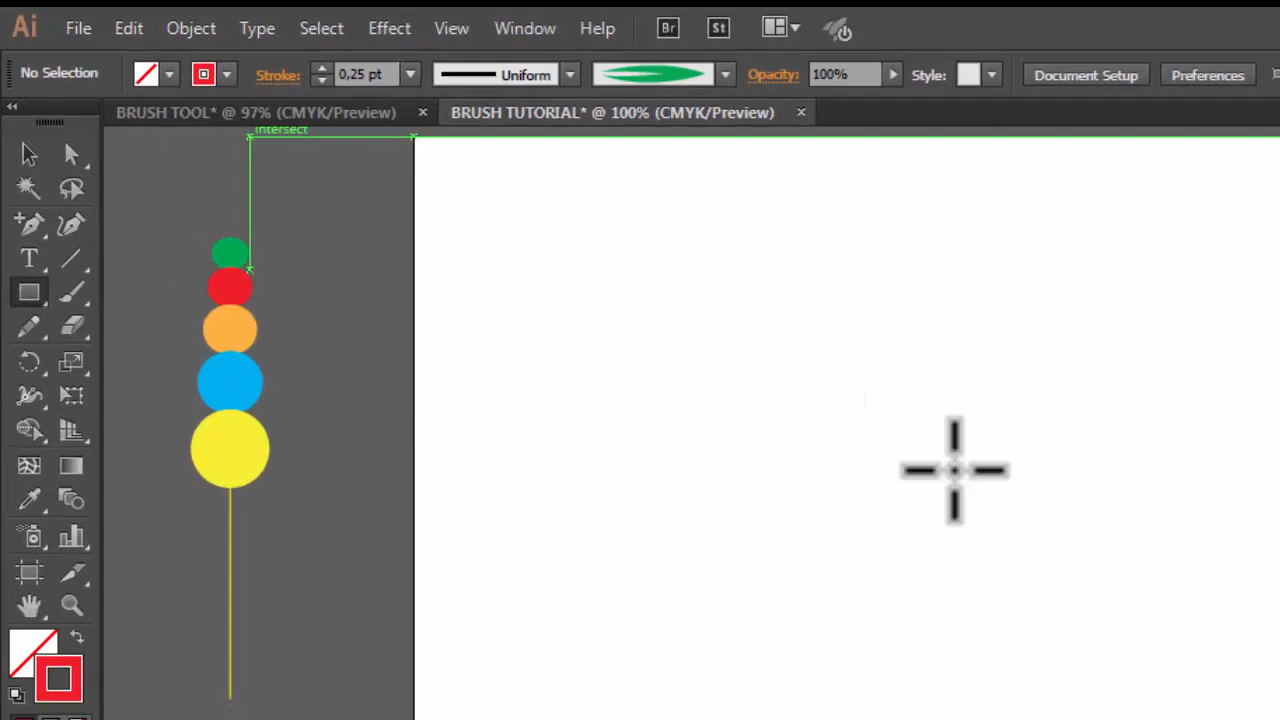 Ai File Edit Object Type Select Effect View Window Help Br St
No Selection Stroke: 0,25 pt Uniform Opacity: 100% Style: Document Setup Preferences
BRUSH TOOL* @ 97% (CMYK/Preview) × BRUSH TUTORIAL* @ 100% (CMYK/Preview) ×
intersect
T